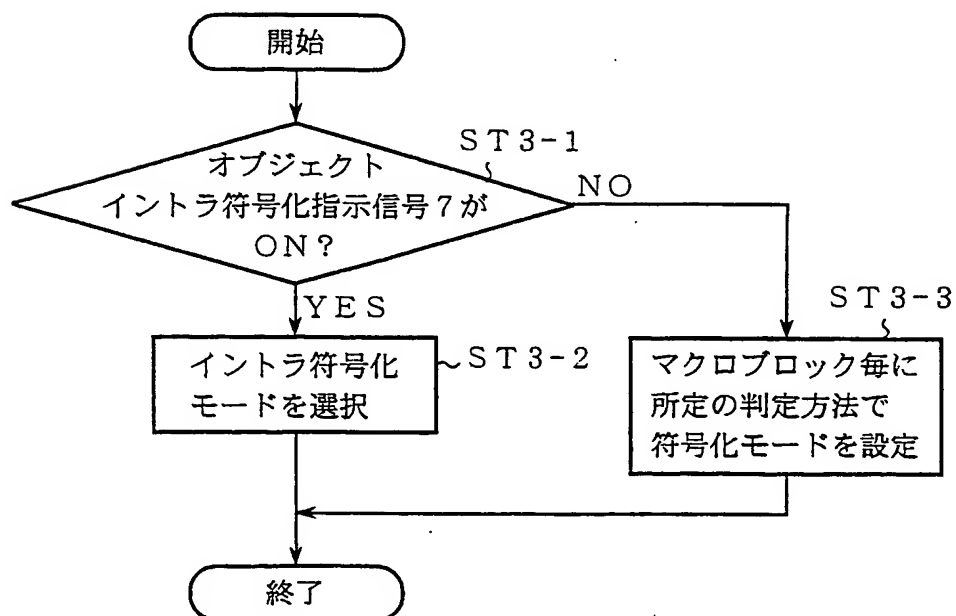 開始
ST3-1
オブジェクト
イントラ符号化指示信号7が
ON?
NO
YES
イントラ符号化
モードを選択
ST3-2
ST3-3
マクロブロック毎に
所定の判定方法で
符号化モードを設定
終了